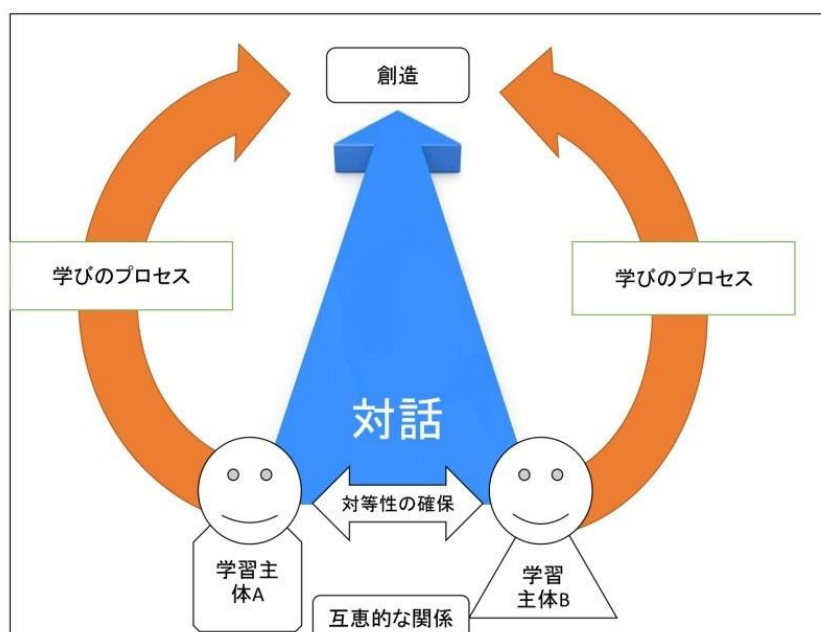 創造
学びのプロセス
学びのプロセス
対話
対等性の確保
学習主
体A
学習
主体B
互恵的な関係